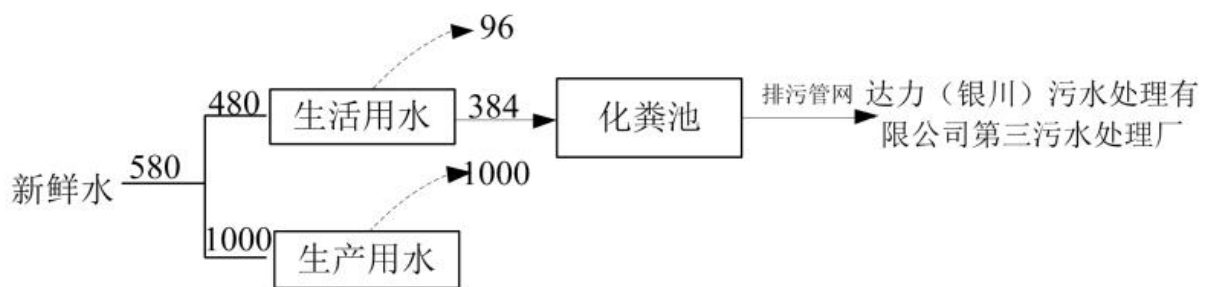 96
480
生活用水
384
化粪池
排污管网
达力（银川）污水处理有
限公司第三污水处理厂
新鲜水
580
1000
1000
生产用水